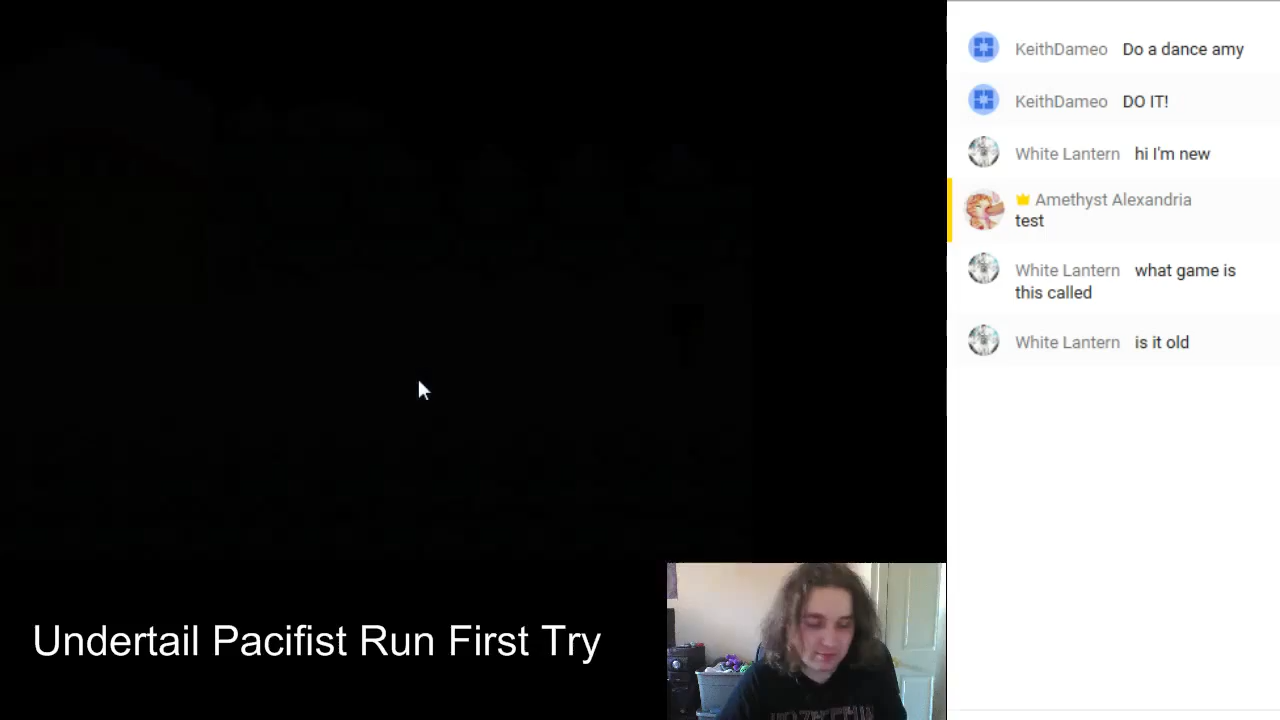 KeithDameo Do a dance amy
KeithDameo DO IT!
White Lantern hi I'm new
Amethyst Alexandria
test
White Lantern what game is
this called
White Lantern is it old
Undertail Pacifist Run First Try